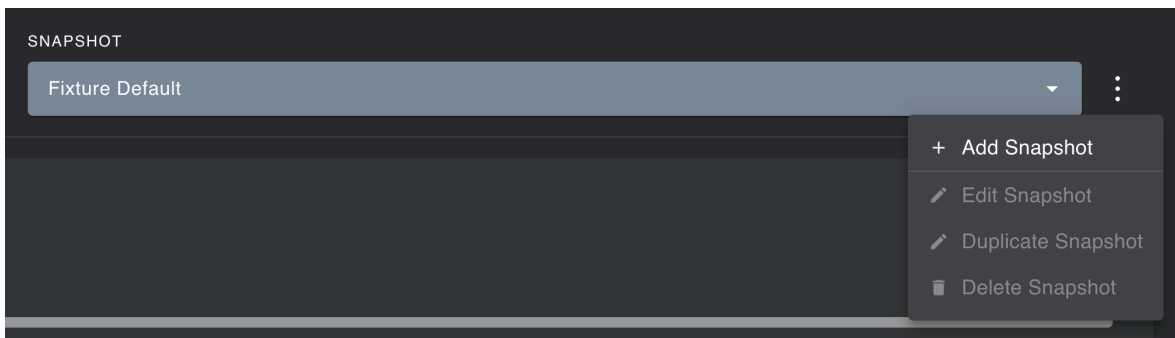 SNAPSHOT
Fixture Default
Add Snapshot
Edit Snapshot
Duplicate Snapshot
Delete Snapshot